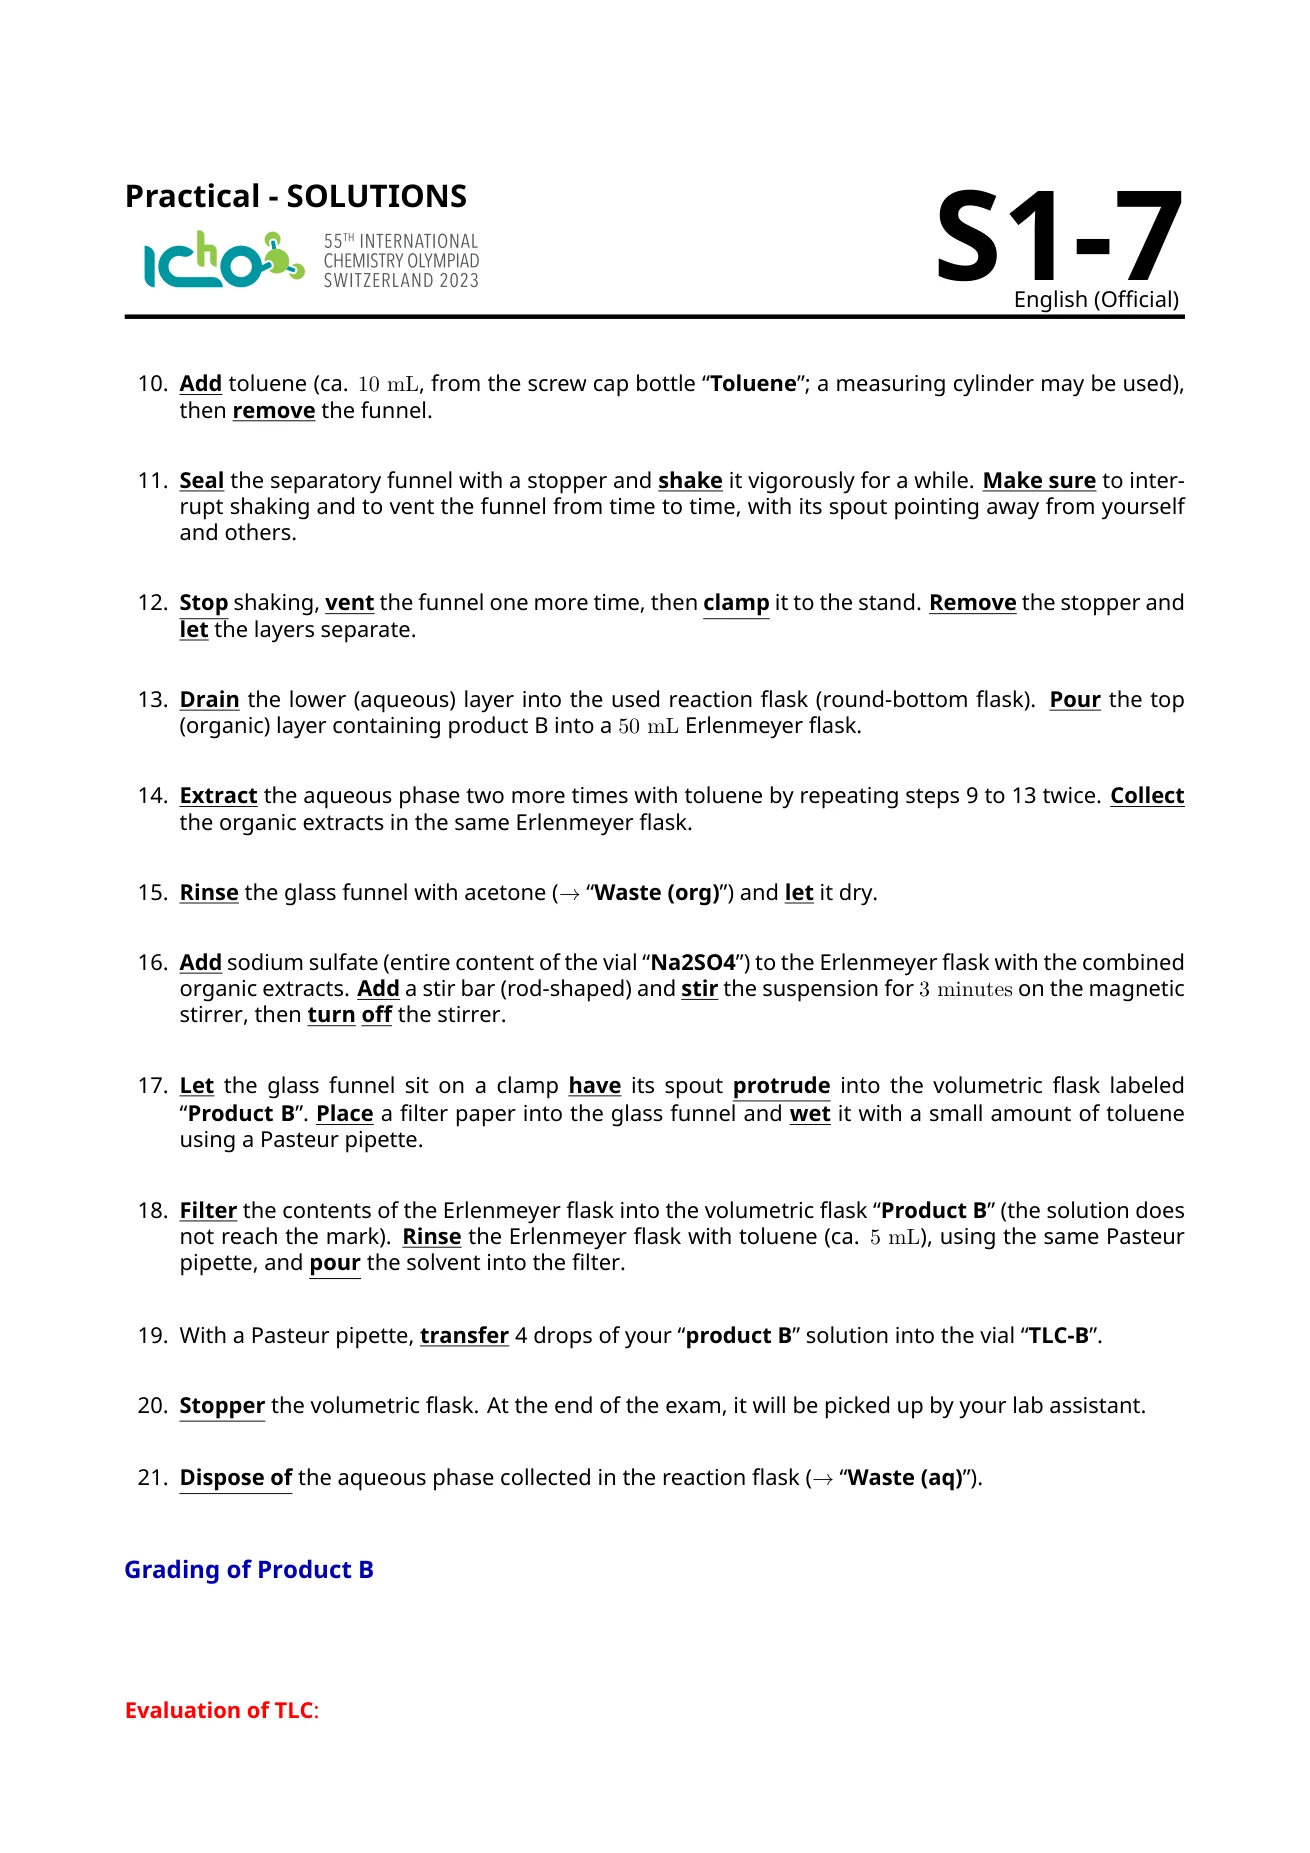 Practical - SOLUTIONS
S1-7
IChO
55TH INTERNATIONAL
CHEMISTRY OLYMPIAD
SWITZERLAND 2023
English (Official)
10. Add toluene (ca. 10 mL, from the screw cap bottle “Toluene”; a measuring cylinder may be used),
then remove the funnel.
11. Seal the separatory funnel with a stopper and shake it vigorously for a while. Make sure to inter-
rupt shaking and to vent the funnel from time to time, with its spout pointing away from yourself
and others.
12. Stop shaking, vent the funnel one more time, then clamp it to the stand. Remove the stopper and
let the layers separate.
13. Drain the lower (aqueous) layer into the used reaction flask (round-bottom flask). Pour the top
(organic) layer containing product B into a 50 mL Erlenmeyer flask.
14. Extract the aqueous phase two more times with toluene by repeating steps 9 to 13 twice. Collect
the organic extracts in the same Erlenmeyer flask.
15. Rinse the glass funnel with acetone (→ “Waste (org)”) and let it dry.
16. Add sodium sulfate (entire content of the vial “Na2SO4”) to the Erlenmeyer flask with the combined
organic extracts. Add a stir bar (rod-shaped) and stir the suspension for 3 minutes on the magnetic
stirrer, then turn off the stirrer.
17. Let the glass funnel sit on a clamp have its spout protrude into the volumetric flask labeled
“Product B”. Place a filter paper into the glass funnel and wet it with a small amount of toluene
using a Pasteur pipette.
18. Filter the contents of the Erlenmeyer flask into the volumetric flask “Product B” (the solution does
not reach the mark). Rinse the Erlenmeyer flask with toluene (ca. 5 mL), using the same Pasteur
pipette, and pour the solvent into the filter.
19. With a Pasteur pipette, transfer 4 drops of your “product B” solution into the vial “TLC-B”.
20. Stopper the volumetric flask. At the end of the exam, it will be picked up by your lab assistant.
21. Dispose of the aqueous phase collected in the reaction flask (→ “Waste (aq)”).
Grading of Product B
Evaluation of TLC: